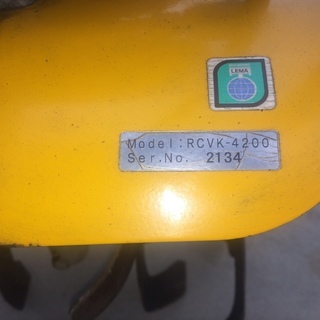 LEMA
Model:RCVK-4200
Ser.No. 2134